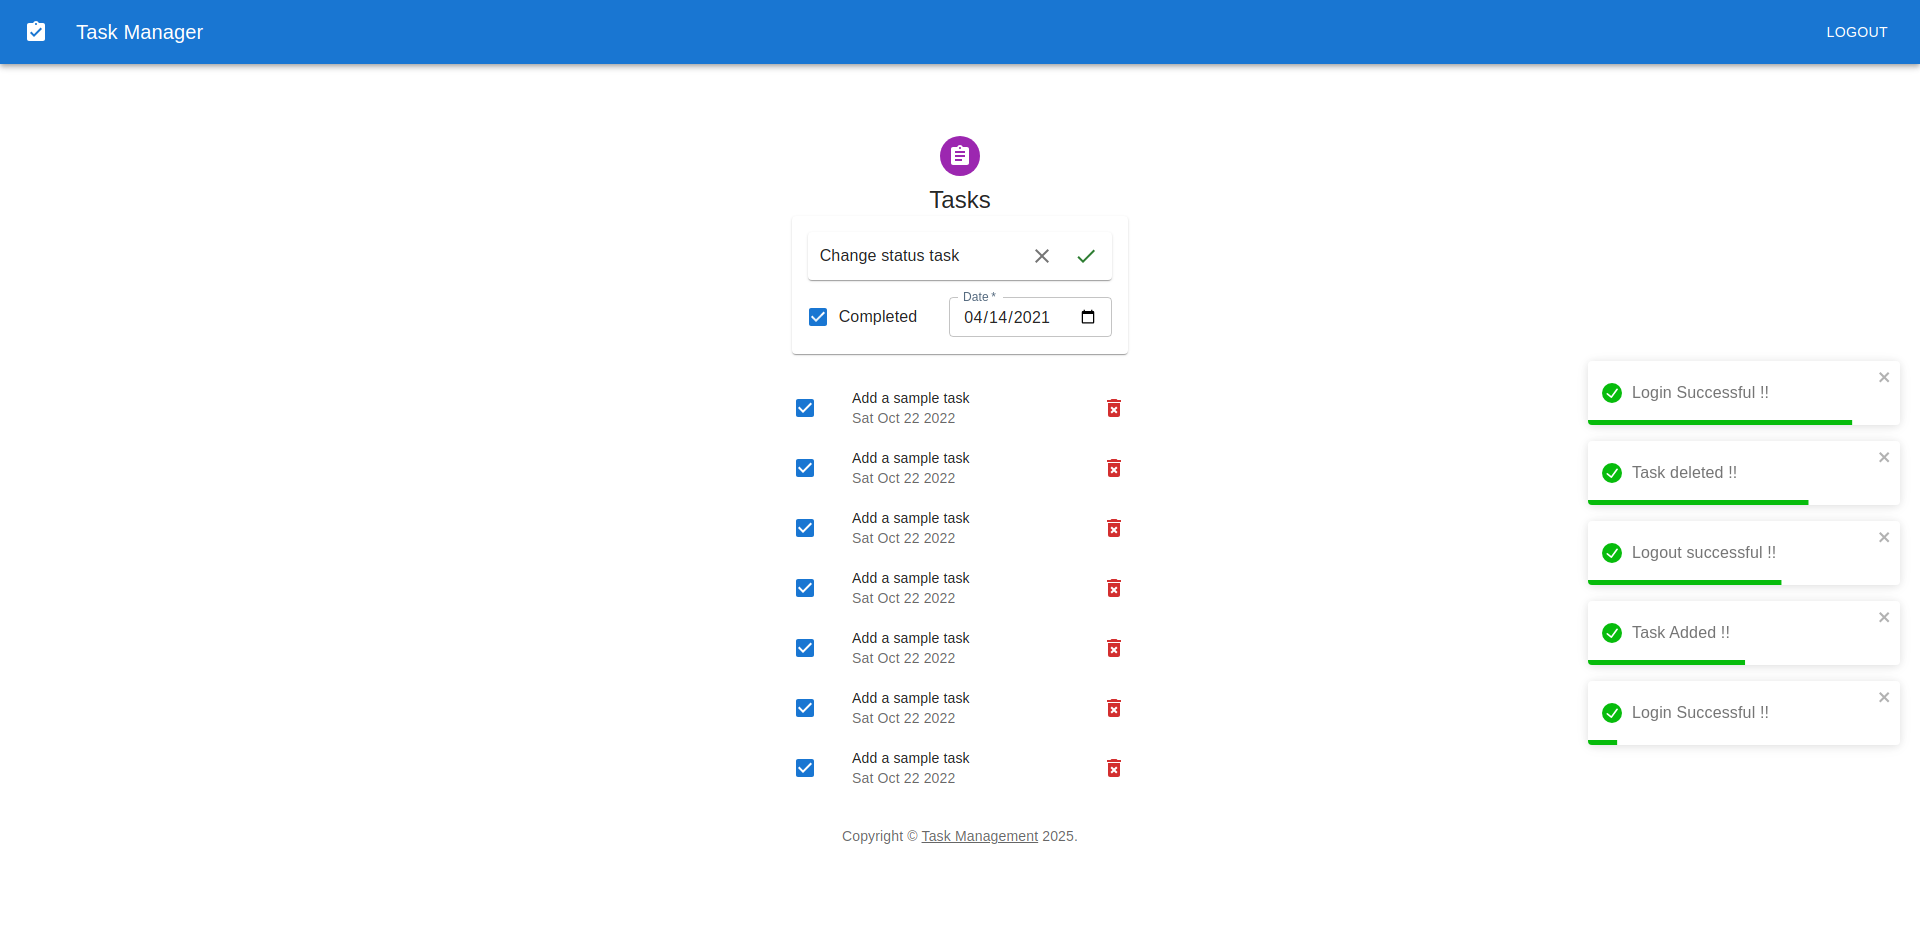 Task Manager
LOGOUT
Tasks
Change status task
Completed
Date *
04/14/2021
Add a sample task
Sat Oct 22 2022
Add a sample task
Sat Oct 22 2022
Add a sample task
Sat Oct 22 2022
Add a sample task
Sat Oct 22 2022
Add a sample task
Sat Oct 22 2022
Add a sample task
Sat Oct 22 2022
Add a sample task
Sat Oct 22 2022
Copyright © Task Management 2025.
Login Successful !!
Task deleted !!
Logout successful !!
Task Added !!
Login Successful !!